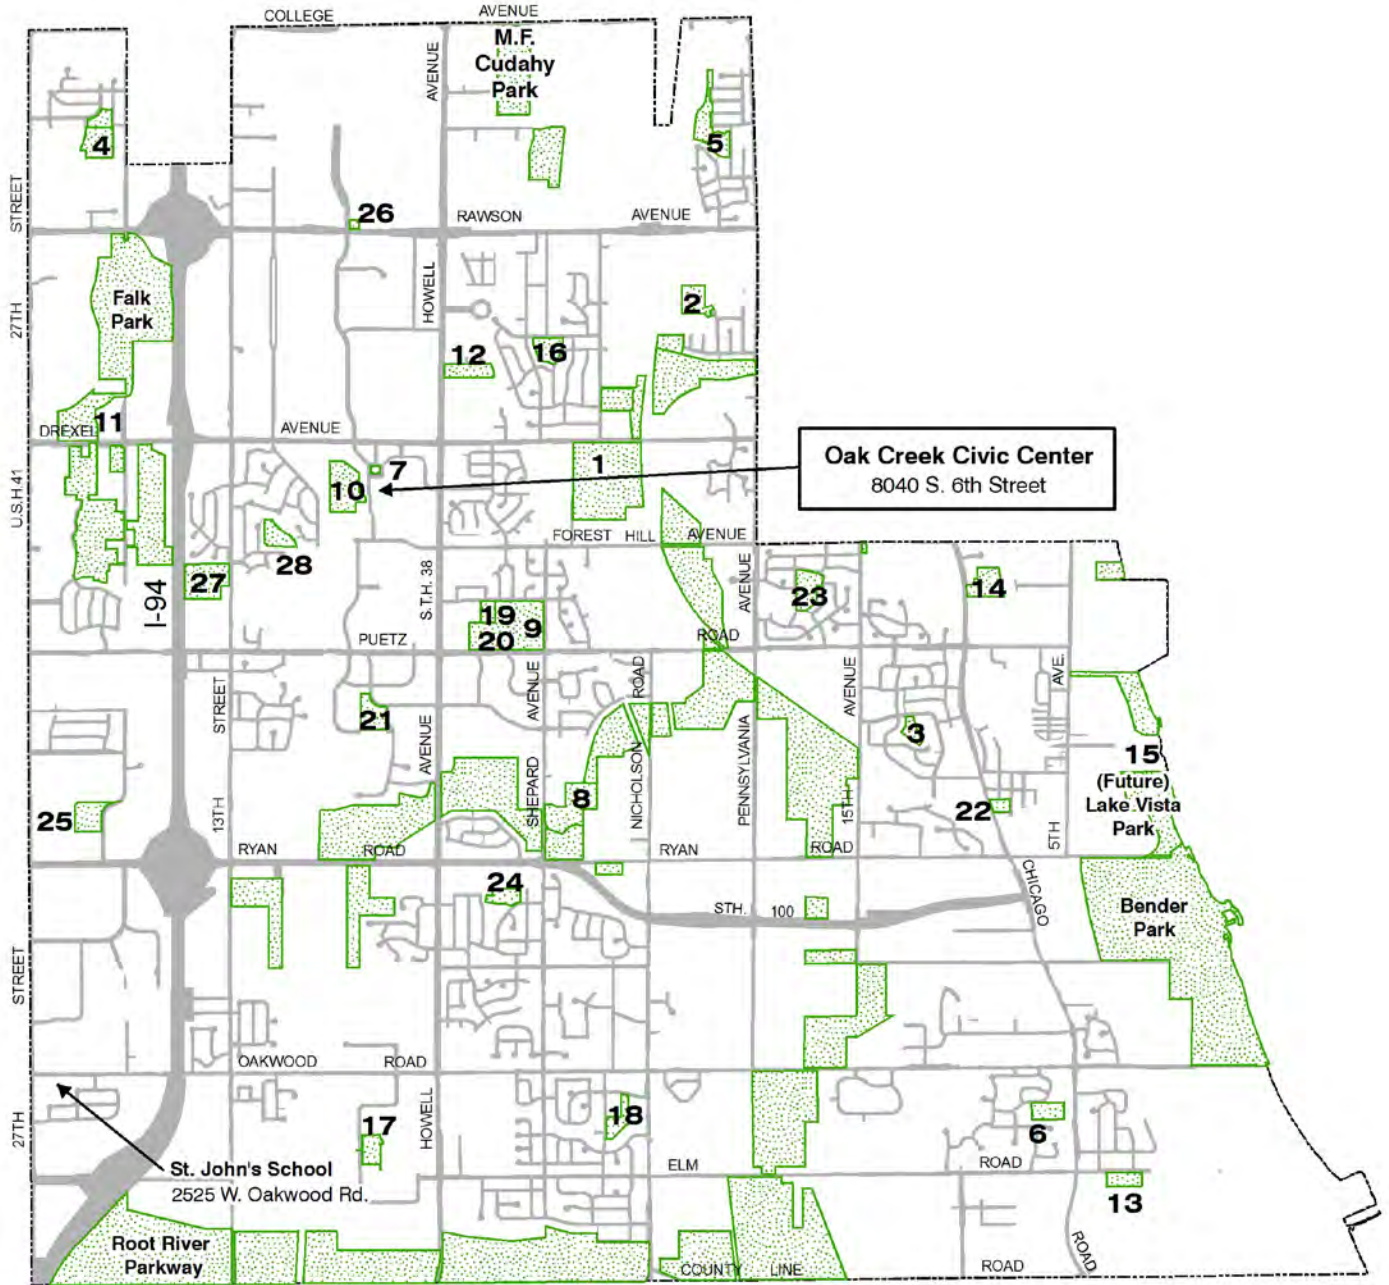 COLLEGE
AVENUE
M.F.
Cudahy
Park
AVENUE
4
5
STREET
26
RAWSON
AVENUE
Falk
Park
27TH
HOWELL
2
12
16
11
DREXEL
AVENUE
U.S.H.41
7
10
1
Oak Creek Civic Center
8040 S. 6th Street
FOREST HILL AVENUE
28
27
I-94
S.T.H. 38
AVENUE
23
14
19
9
20
PUETZ
ROAD
STREET
AVENUE
ROAD
AVENUE
AVE.
21
3
AVENUE
SHEPARD
NICHOLSON
PENNSYLVANIA
15TH
15
(Future)
Lake Vista
Park
8
22
5TH
25
13TH
RYAN
ROAD
RYAN
ROAD
24
CHICAGO
STH.
100
Bender
Park
STREET
OAKWOOD
ROAD
27TH
HOWELL
17
18
6
St. John's School
2525 W. Oakwood Rd.
ELM
ROAD
13
Root River
Parkway
COUNTY
LINE
ROAD
ROAD